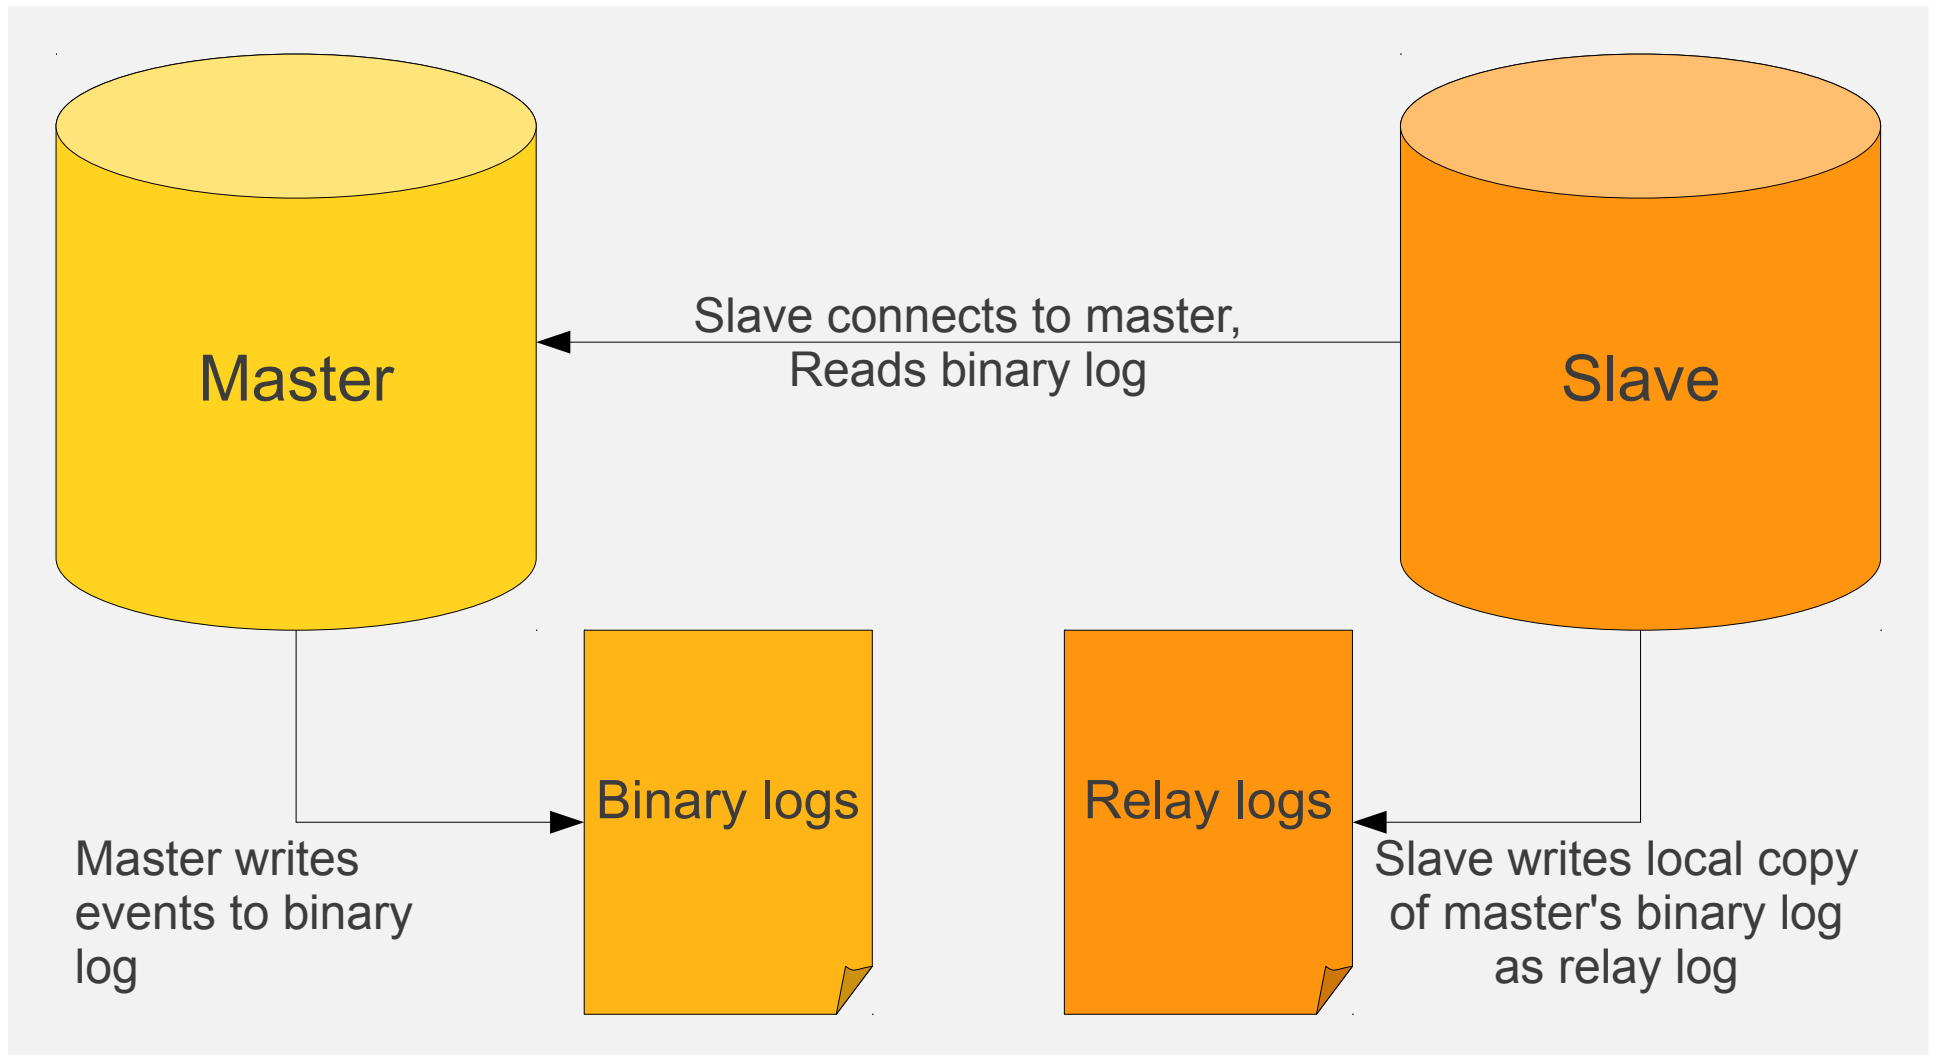 Master
Slave connects to master,
Reads binary log
Slave
Binary logs
Relay logs
Master writes
events to binary
log
Slave writes local copy
of master's binary log
as relay log